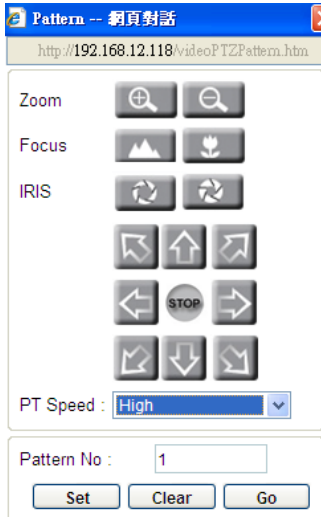 Pattern -- 網頁對話
http://192.168.12.118/videoPTZPattern.htm
Zoom
Focus
IRIS
STOP
PT Speed : High
Pattern No : 1
Set Clear Go